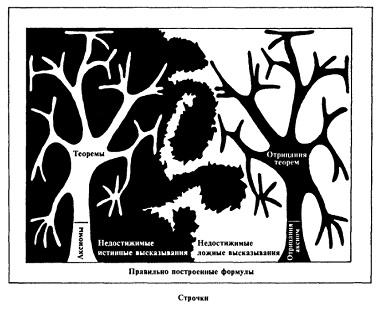 Теоремы
Отрицания
теорем
Аксиомы
Недостижимые
истинные высказывания
Недостижимые
ложные высказывания
Отрицания
аксиом
Правильно построенные формулы
Строчки